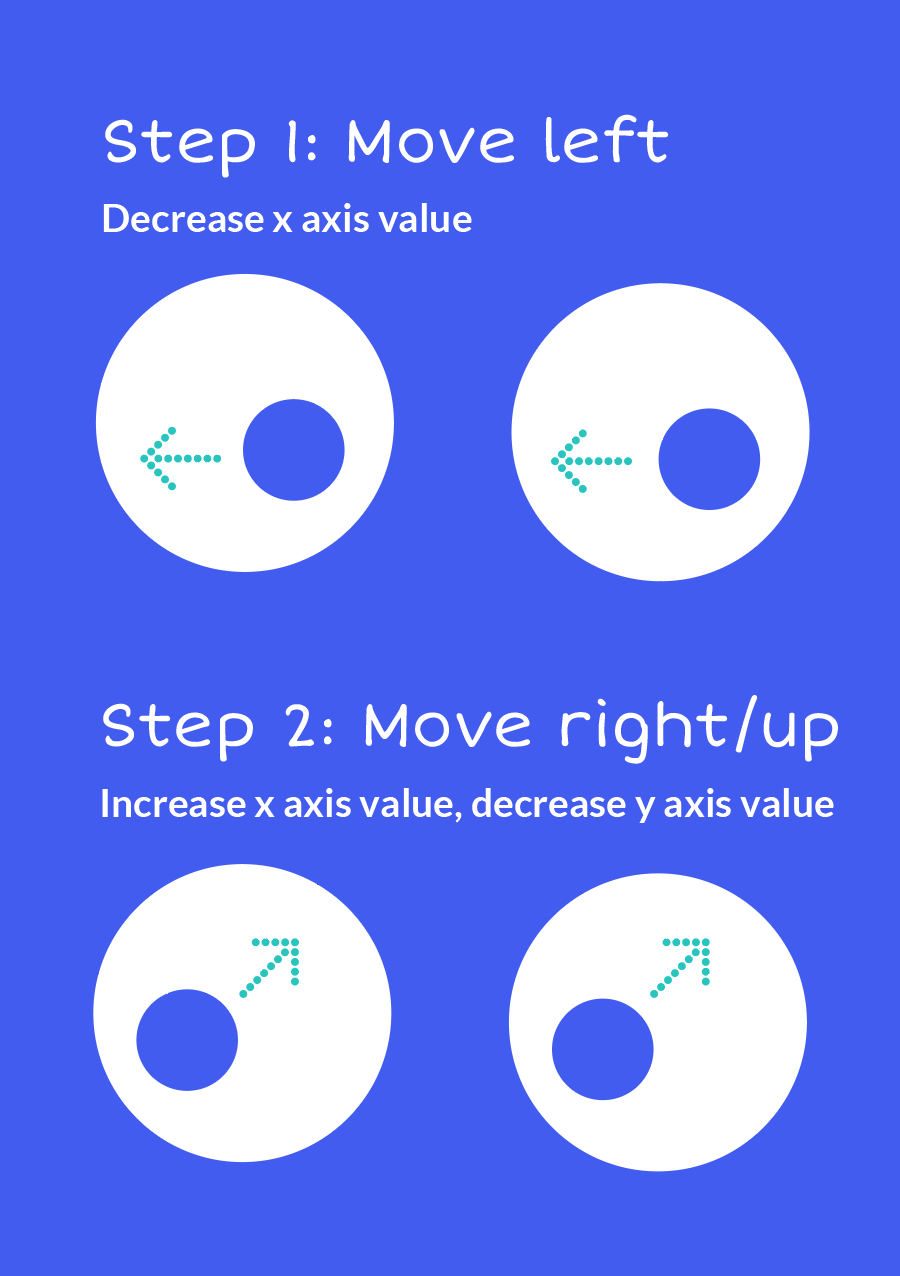 Step 1: Move left
Decrease x axis value
Step 2: Move right/up
Increase x axis value, decrease y axis value